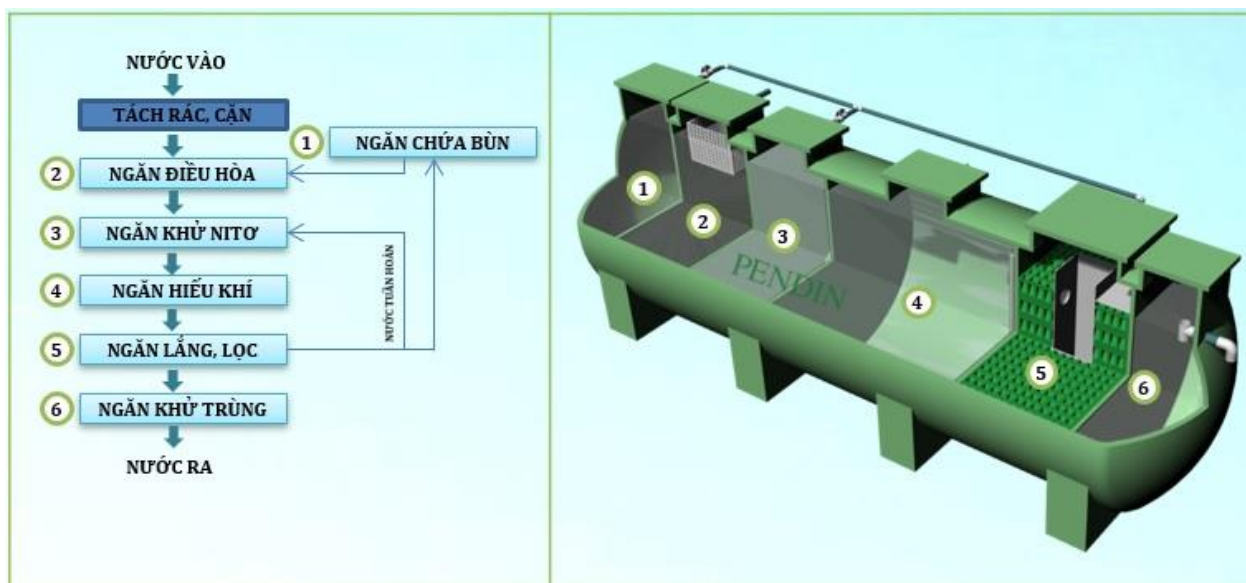 NƯỚC VÀO
TÁCH RÁC, CẶN
1
NGĂN CHỨA BÙN
2
NGĂN ĐIỀU HÒA
3
NGĂN KHỬ NITƠ
NƯỚC TUẦN HOÀN
4
NGĂN HIẾU KHÍ
5
NGĂN LẮNG, LỌC
6
NGĂN KHỬ TRÙNG
NƯỚC RA
1
2
3
PENDIN
4
5
6